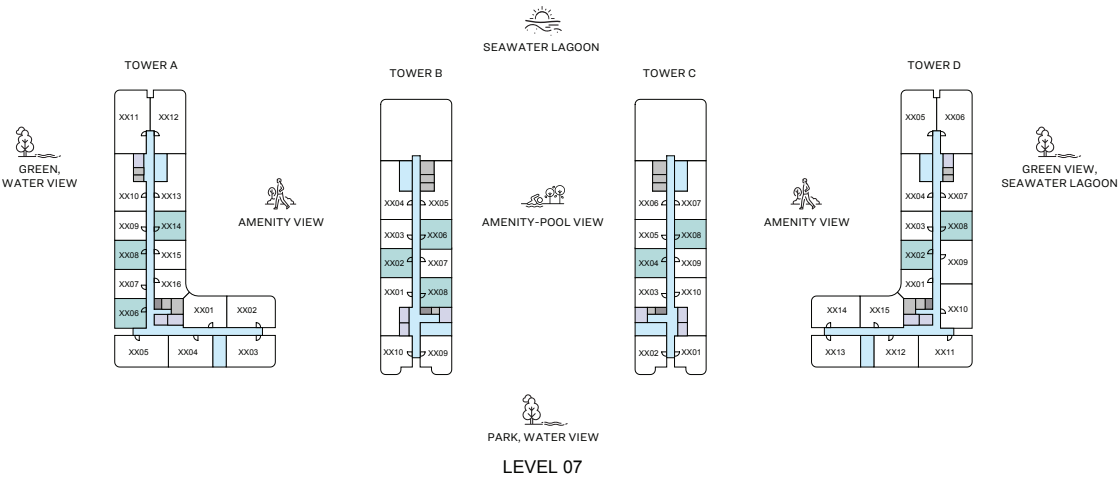 SEAWATER LAGOON
TOWER A
TOWER B
TOWER C
TOWER D
XX11
XX12
XX05
XX06
GREEN,
WATER VIEW
GREEN VIEW,
SEAWATER LAGOON
XX10
XX13
XX04
XX05
XX06
XX07
XX04
XX07
AMENITY VIEW
AMENITY-POOL VIEW
AMENITY VIEW
XX09
XX14
XX03
XX06
XX05
XX08
XX03
XX08
XX08
XX15
XX02
XX07
XX04
XX09
XX02
XX09
XX07
XX16
XX01
XX08
XX03
XX10
XX01
XX06
XX01
XX02
XX14
XX15
XX10
XX05
XX04
XX03
XX10
XX09
XX02
XX01
XX13
XX12
XX11
PARK, WATER VIEW
LEVEL 07